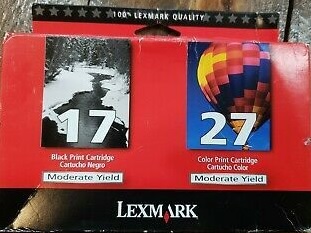 100% LEXMARK QUALITY
17
Black Print Cartridge
Cartucho Negro
Moderate Yield
27
Color Print Cartridge
Cartucho Color
Moderate Yield
LEXMARK